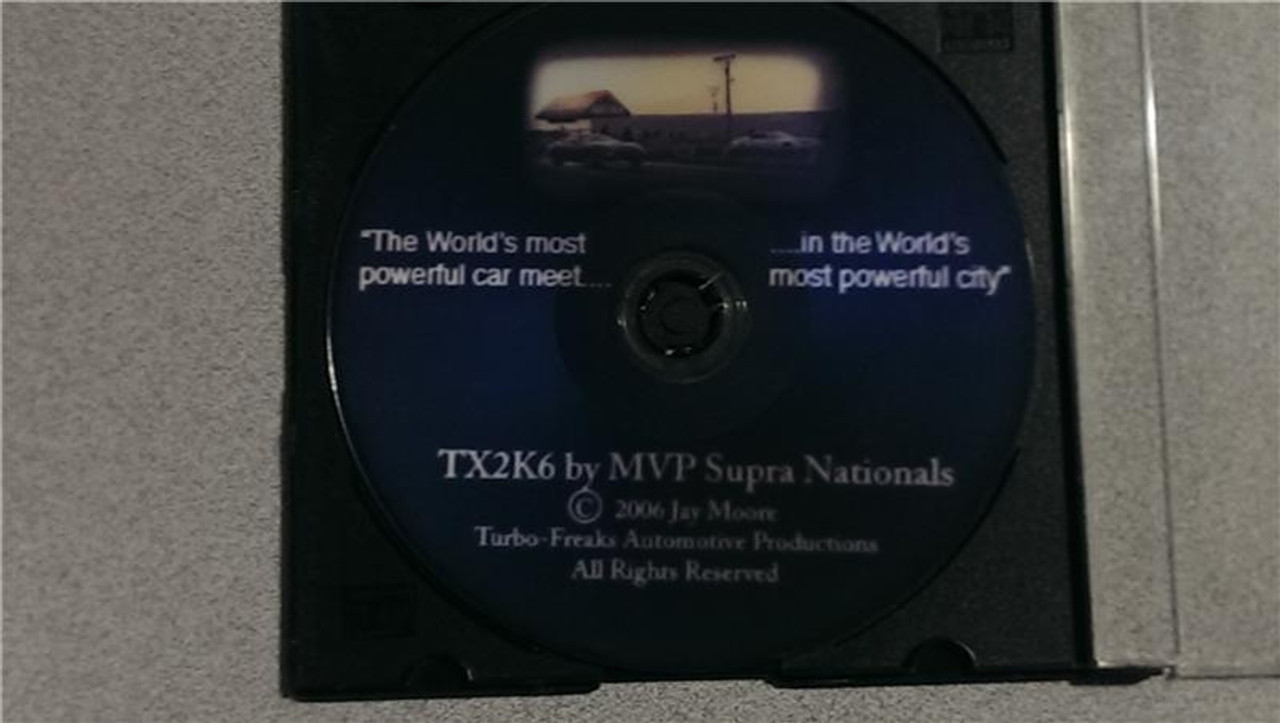 "The World's most
powerful car meet....
....in the World's
most powerful city"
TX2K6 by MVP Supra Nationals
© 2006 Jay Moore
Turbo-Freaks Automotive Productions
All Rights Reserved